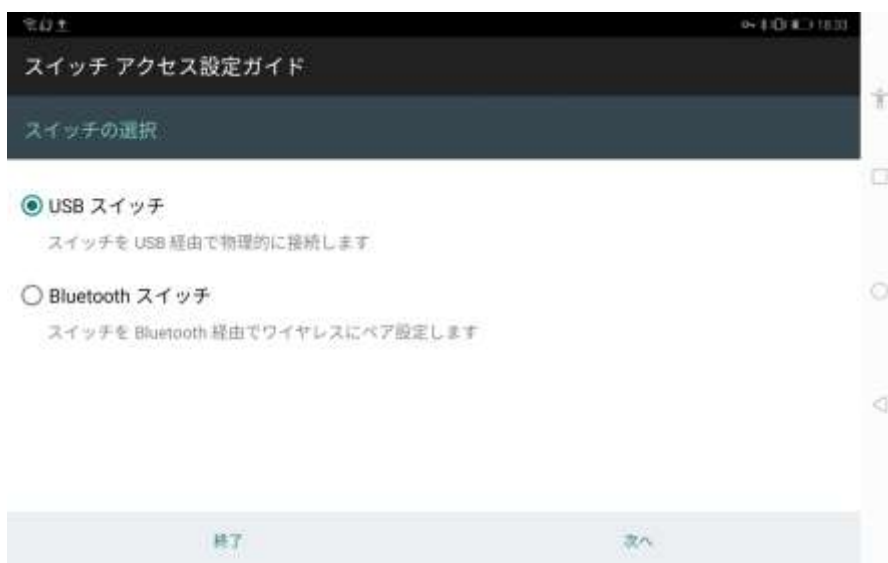 18:33
スイッチ アクセス設定ガイド
スイッチの選択
USB スイッチ
スイッチを USB 経由で物理的に接続します
Bluetooth スイッチ
スイッチを Bluetooth 経由でワイヤレスにペア設定します
終了
次へ